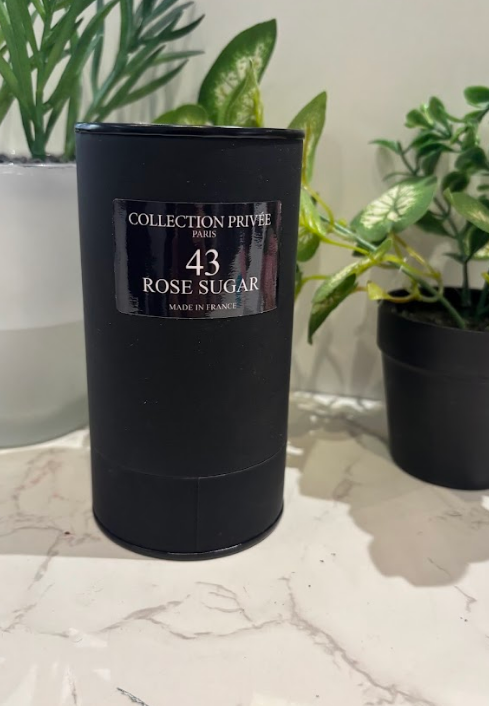 COLLECTION PRIVÉE
PARIS
43
ROSE SUGAR
MADE IN FRANCE